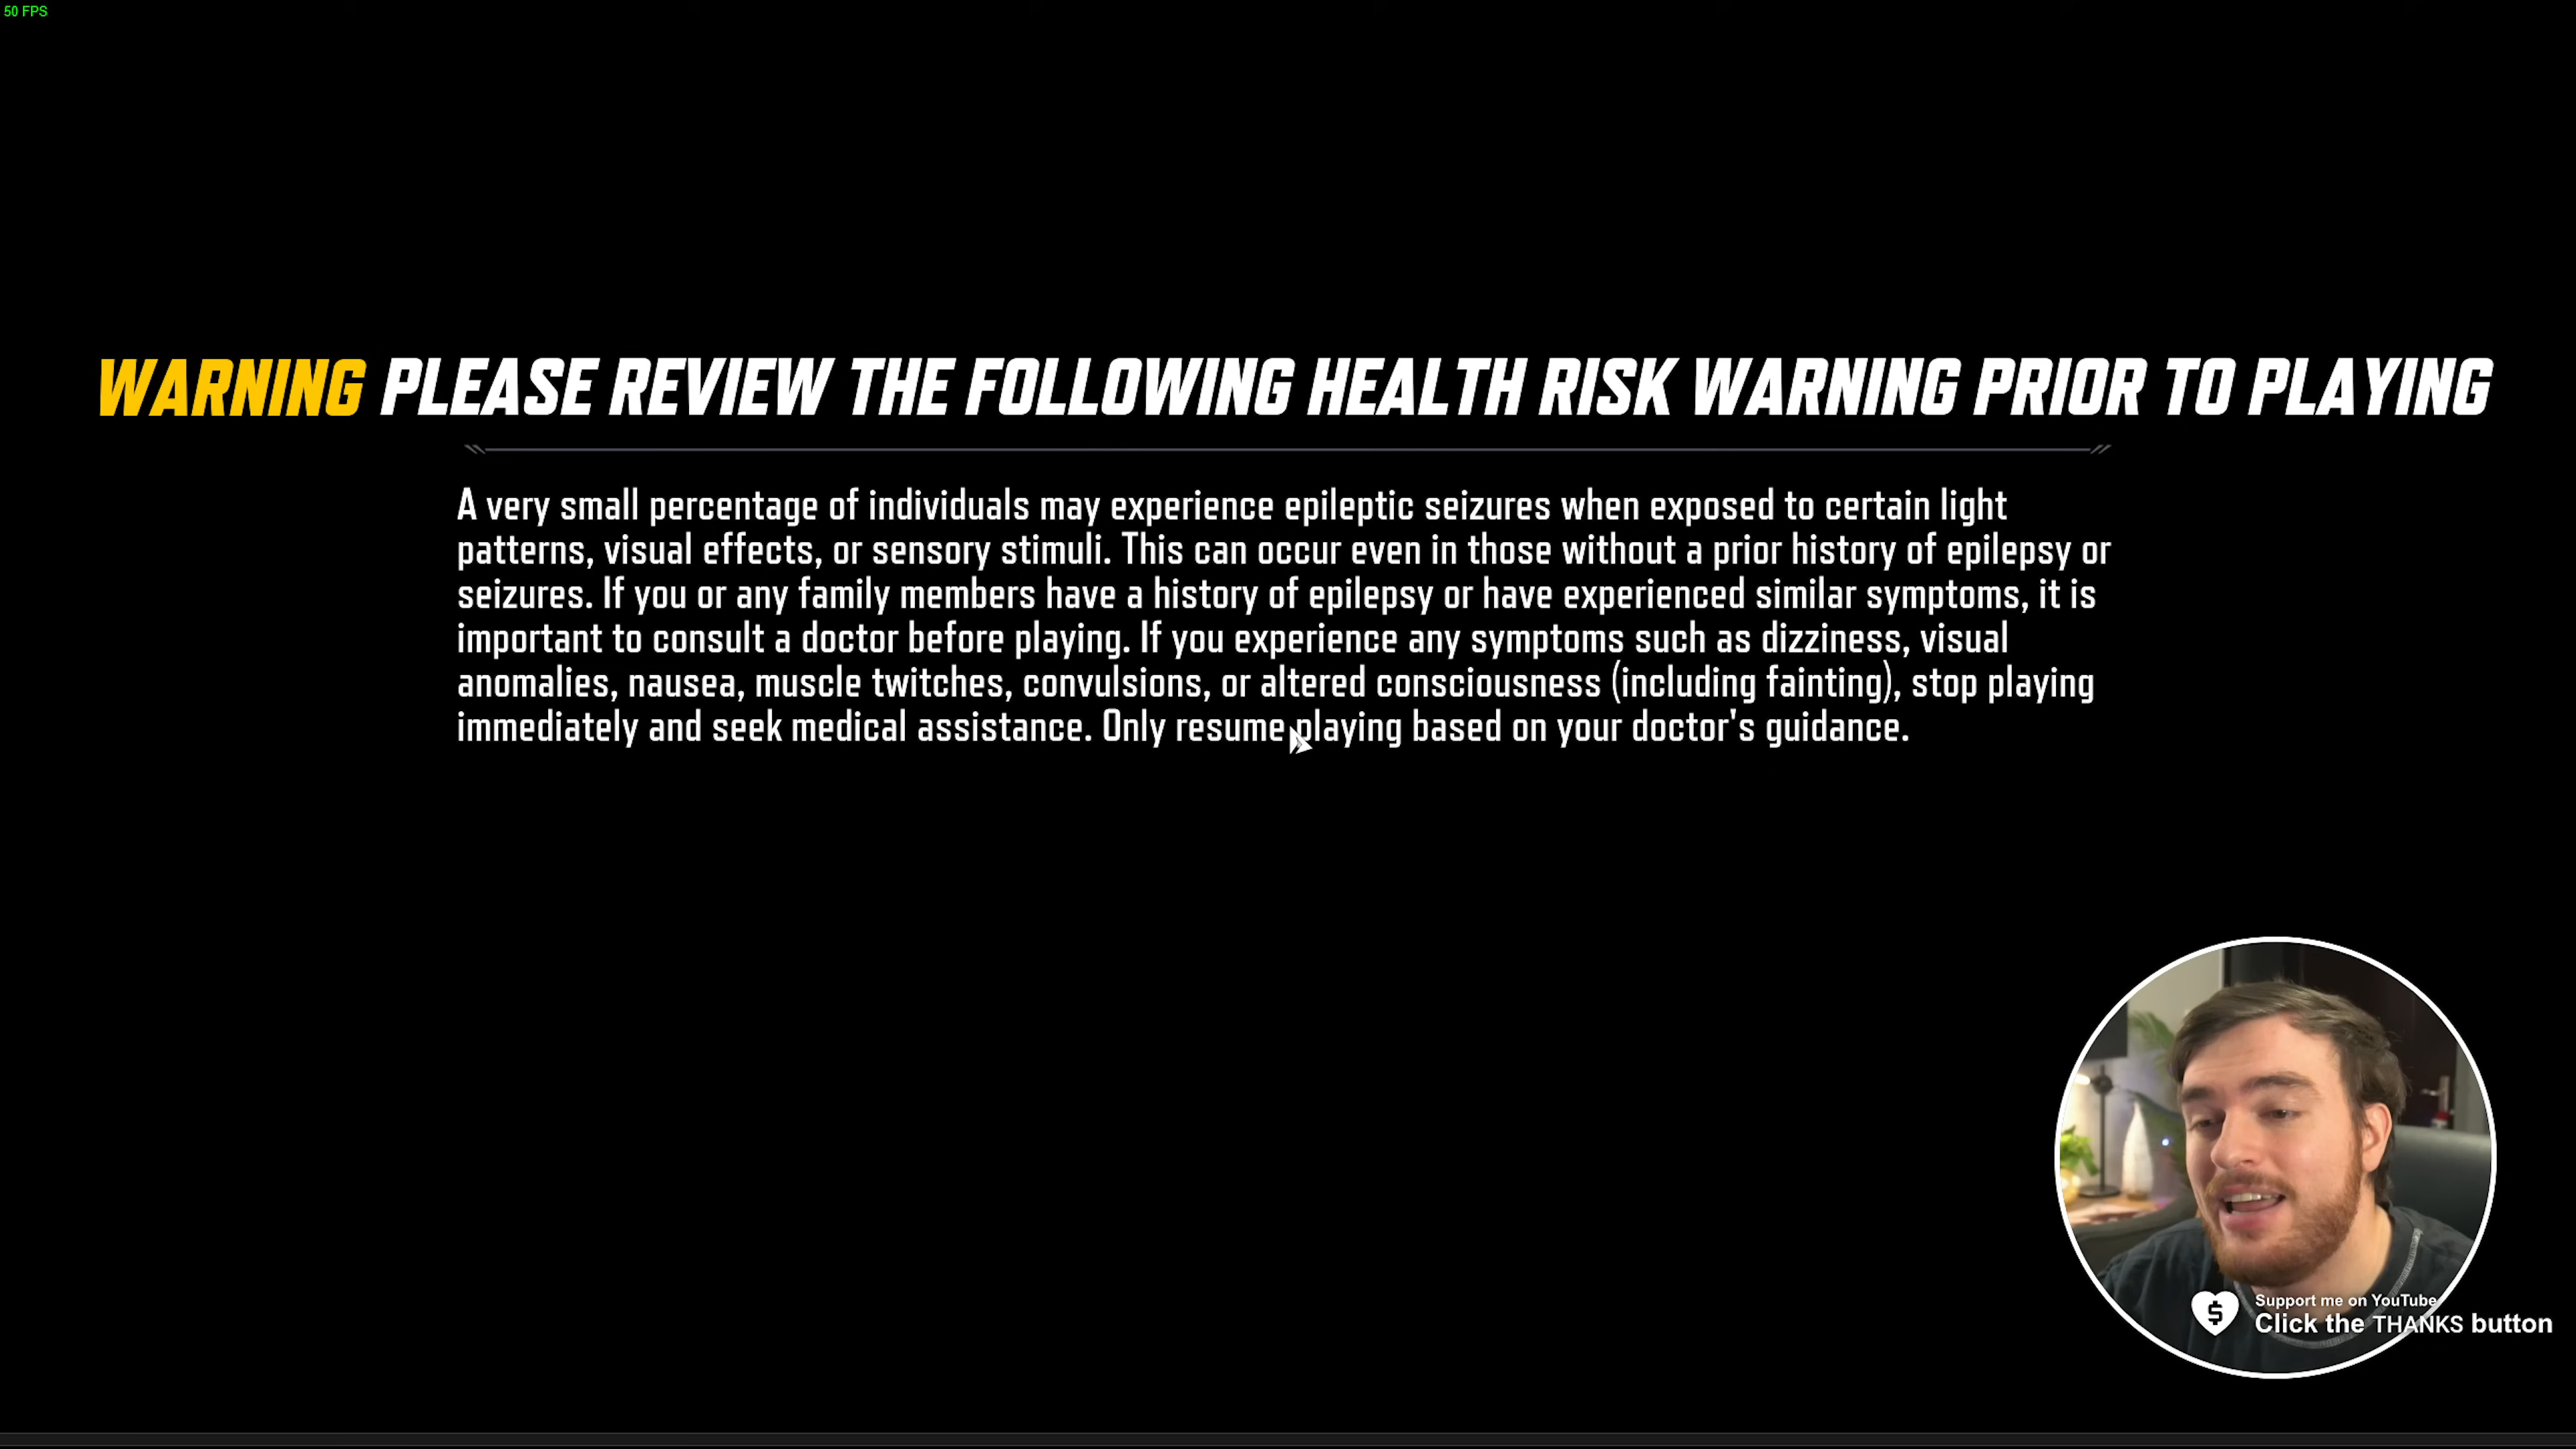 50 FPS
WARNING PLEASE REVIEW THE FOLLOWING HEALTH RISK WARNING PRIOR TO PLAYING
A very small percentage of individuals may experience epileptic seizures when exposed to certain light
patterns, visual effects, or sensory stimuli. This can occur even in those without a prior history of epilepsy or
seizures. If you or any family members have a history of epilepsy or have experienced similar symptoms, it is
important to consult a doctor before playing. If you experience any symptoms such as dizziness, visual
anomalies, nausea, muscle twitches, convulsions, or altered consciousness (including fainting), stop playing
immediately and seek medical assistance. Only resume playing based on your doctor's guidance.
Support me on YouTube
Click the THANKS button